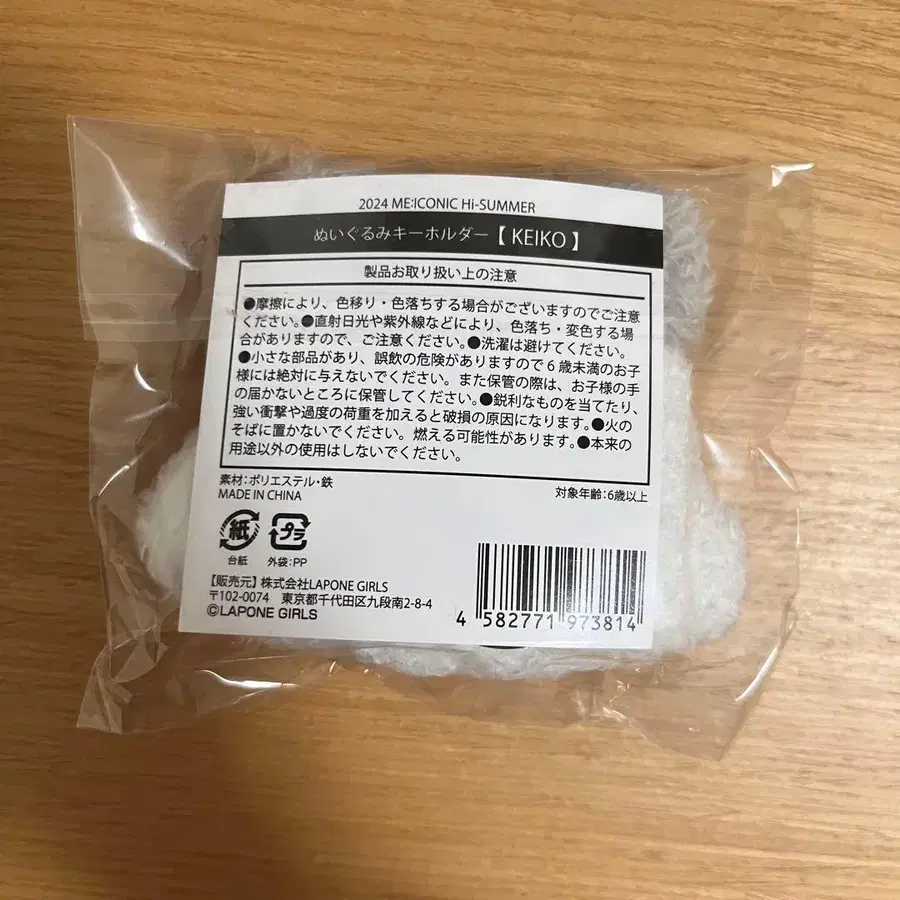 2024 ME:ICONIC Hi-SUMMER
ぬいぐるみキーホルダー【 KEIKO 】
製品お取り扱い上の注意
●摩擦により、色移り・色落ちする場合がございますのでご注意
ください。●直射日光や紫外線などにより、色落ち・変色する場
合がありますので、ご注意ください。●洗濯は避けてください。
●小さな部品があり、誤飲の危険がありますので６歳未満のお子
様には絶対に与えないでください。また保管の際は、お子様の手
の届かないところに保管してください。●鋭利なものを当てたり、
強い衝撃や過度の荷重を加えると破損の原因になります。●火の
そばに置かないでください。燃える可能性があります。●本来の
用途以外の使用はしないでください。
素材：ポリエステル・鉄
対象年齢：6歳以上
MADE IN CHINA
紙
プラ
台紙
外袋：PP
【販売元】株式会社LAPONE GIRLS
〒102-0074　東京都千代田区九段南2-8-4
©LAPONE GIRLS
4 582771 973814